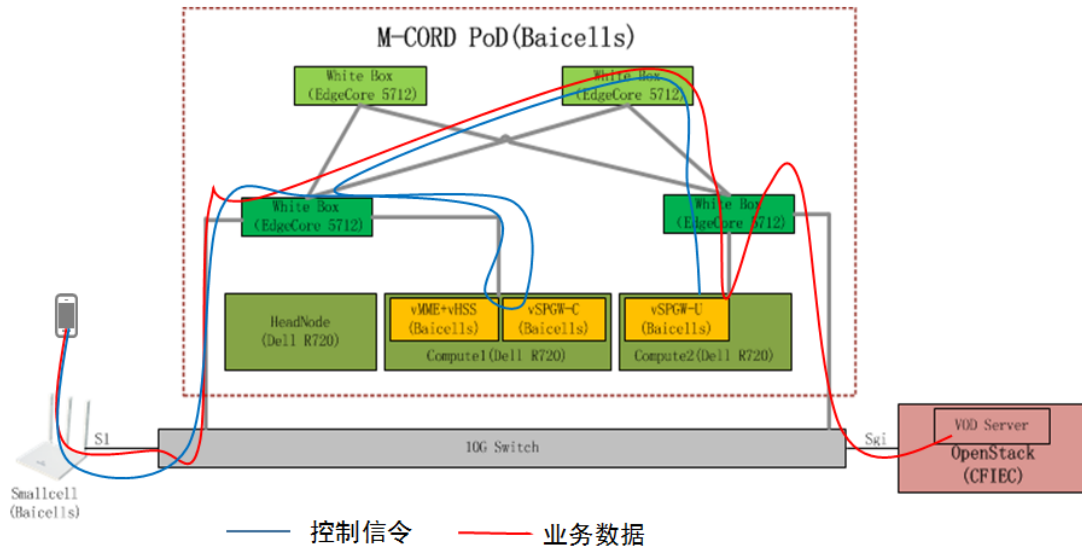 M-CORD PoD(Baicells)
White Box
(EdgeCore 5712)
White Box
(EdgeCore 5712)
White Box
(EdgeCore 5712)
White Box
(EdgeCore 5712)
HeadNode
(Dell R720)
vMME+vHSS
(Baicells)
vSPGW-C
(Baicells)
Compute1(Dell R720)
vSPGW-U
(Baicells)
Compute2(Dell R720)
S1
10G Switch
Sgi
VOD Server
OpenStack
(CFIEC)
Smallcell
(Baicells)
控制信令
业务数据